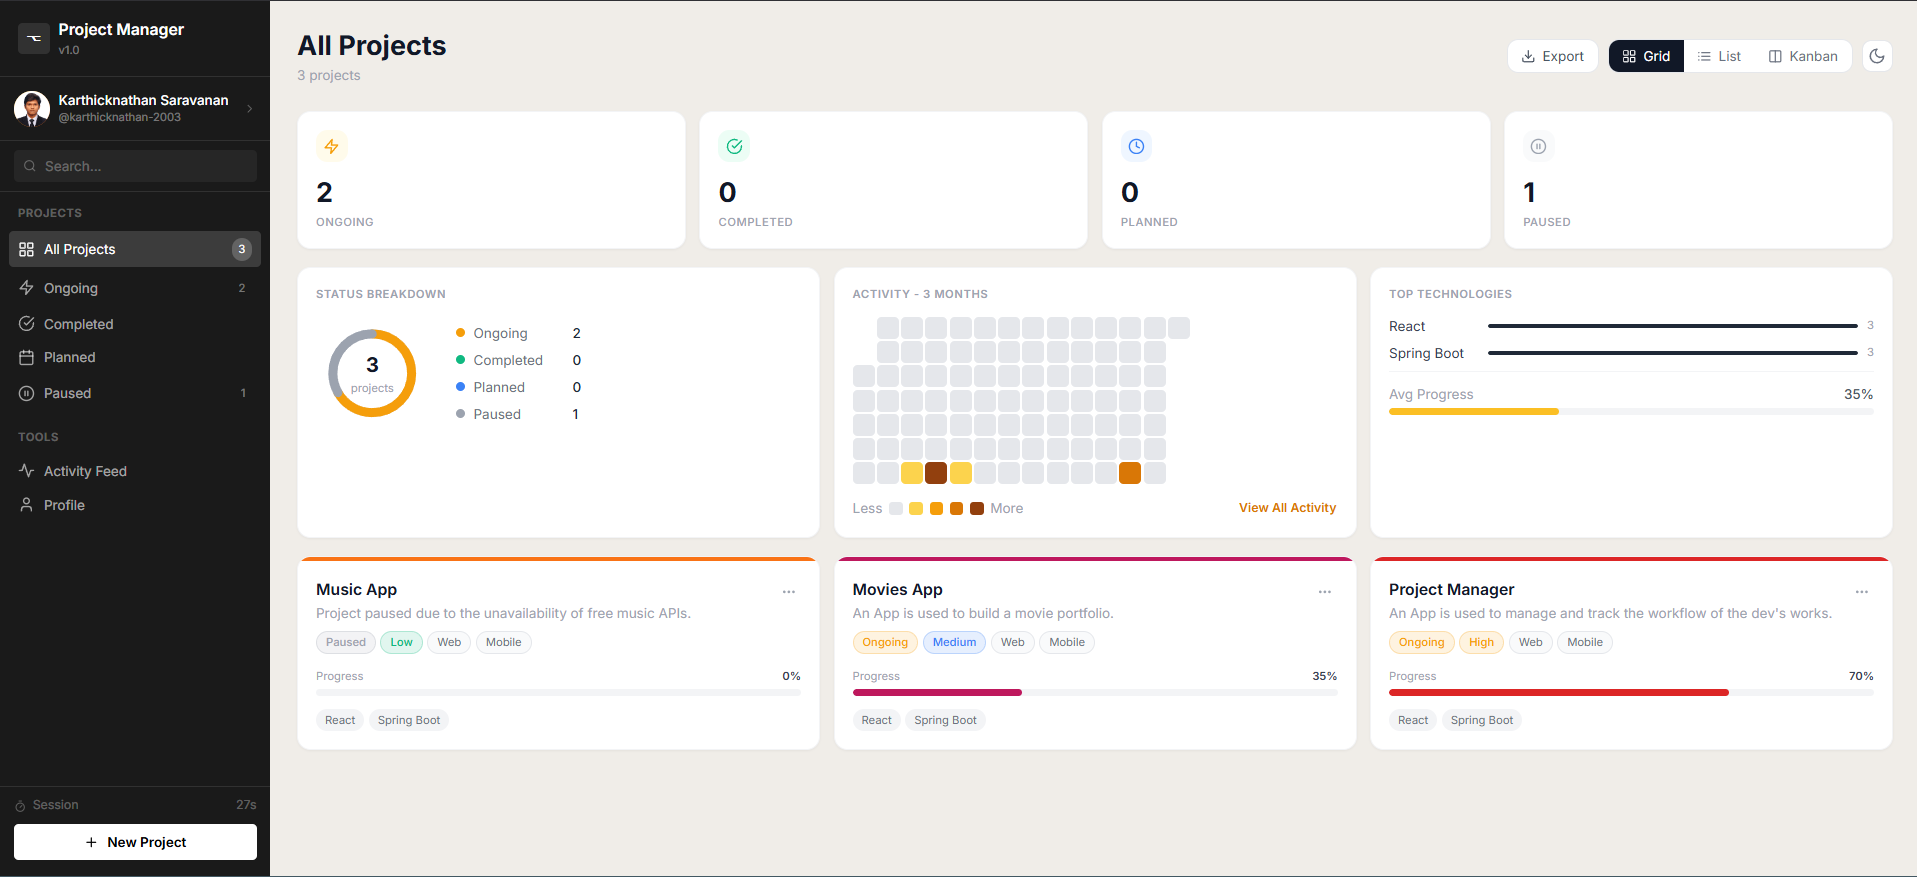 Project Manager
v1.0
Karthicknathan Saravanan
@karthicknathan-2003
Search...
PROJECTS
All Projects 3
Ongoing 2
Completed
Planned
Paused 1
TOOLS
Activity Feed
Profile
Session 27s
+ New Project
All Projects
3 projects
Export Grid List Kanban
2
ONGOING
0
COMPLETED
0
PLANNED
1
PAUSED
STATUS BREAKDOWN
3
projects
Ongoing 2
Completed 0
Planned 0
Paused 1
ACTIVITY - 3 MONTHS
Less More View All Activity
TOP TECHNOLOGIES
React 3
Spring Boot 3
Avg Progress 35%
Music App
Project paused due to the unavailability of free music APIs.
Paused Low Web Mobile
Progress 0%
React Spring Boot
Movies App
An App is used to build a movie portfolio.
Ongoing Medium Web Mobile
Progress 35%
React Spring Boot
Project Manager
An App is used to manage and track the workflow of the dev's works.
Ongoing High Web Mobile
Progress 70%
React Spring Boot